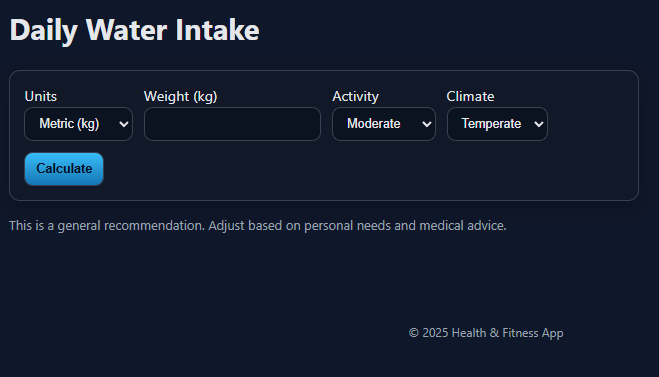 Daily Water Intake
Units Weight (kg) Activity Climate
Metric (kg) Moderate Temperate
Calculate
This is a general recommendation. Adjust based on personal needs and medical advice.
© 2025 Health & Fitness App